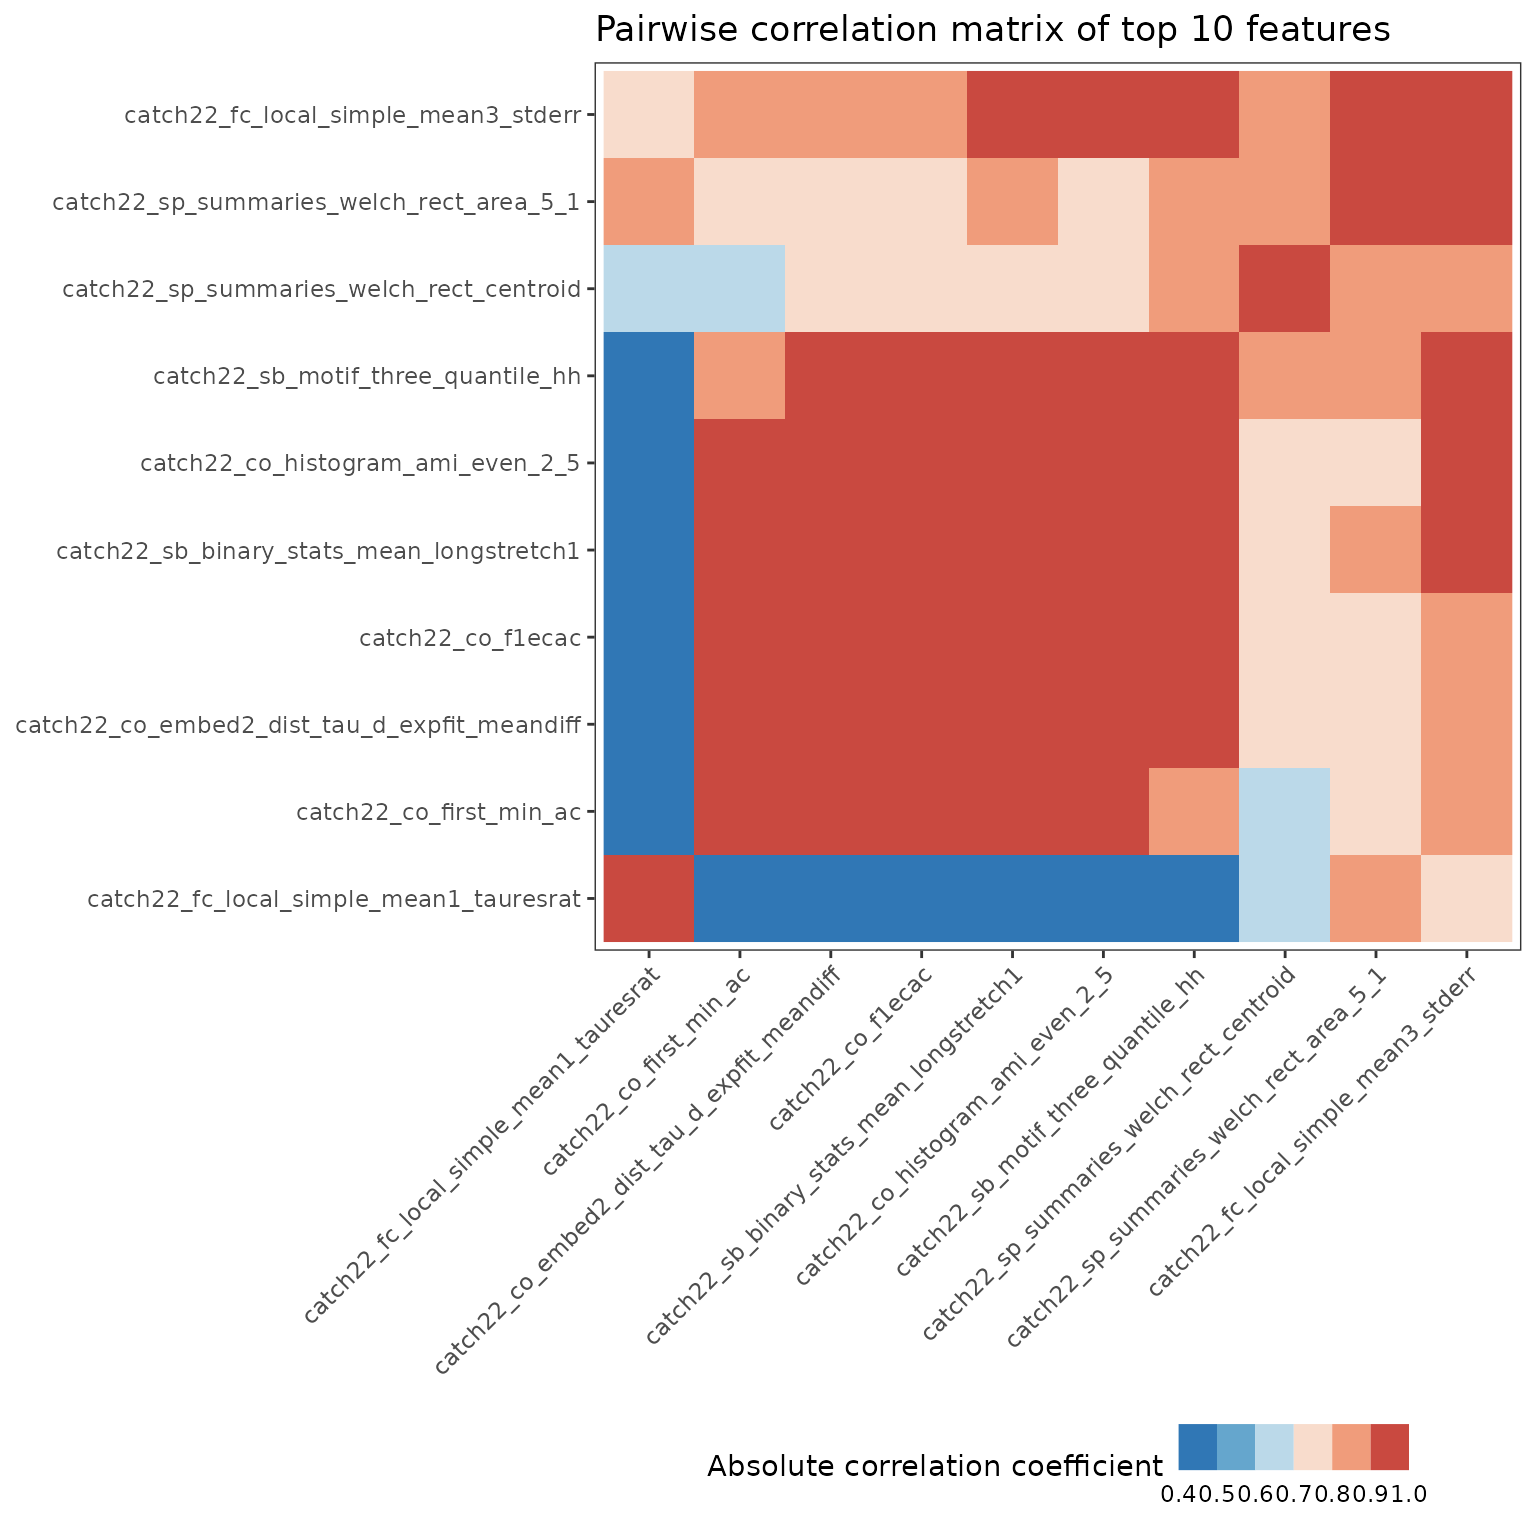 Pairwise correlation matrix of top 10 features
catch22_fc_local_simple_mean3_stderr
catch22_sp_summaries_welch_rect_area_5_1
catch22_sp_summaries_welch_rect_centroid
catch22_sb_motif_three_quantile_hh
catch22_co_histogram_ami_even_2_5
catch22_sb_binary_stats_mean_longstretch1
catch22_co_f1ecac
catch22_co_embed2_dist_tau_d_expfit_meandiff
catch22_co_first_min_ac
catch22_fc_local_simple_mean1_tauresrat
catch22_fc_local_simple_mean1_tauresrat
catch22_co_first_min_ac
catch22_co_embed2_dist_tau_d_expfit_meandiff
catch22_co_f1ecac
catch22_sb_binary_stats_mean_longstretch1
catch22_co_histogram_ami_even_2_5
catch22_sb_motif_three_quantile_hh
catch22_sp_summaries_welch_rect_centroid
catch22_sp_summaries_welch_rect_area_5_1
catch22_fc_local_simple_mean3_stderr
Absolute correlation coefficient
0.40.50.60.70.80.91.0